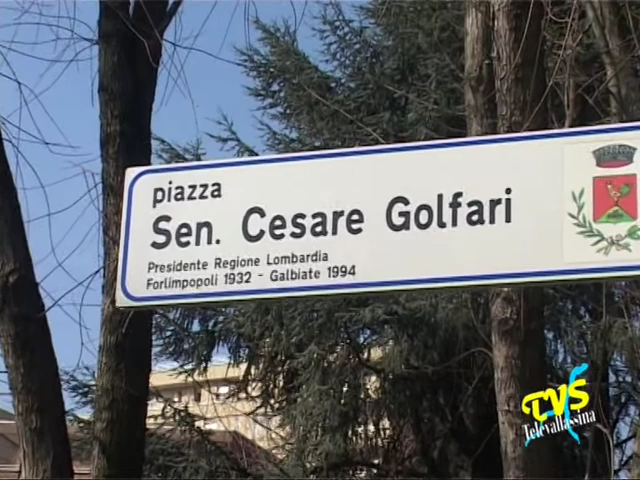 piazza
Sen. Cesare Golfari
Presidente Regione Lombardia
Forlimpopoli 1932 - Galbiate 1994
TVS
Televallassina